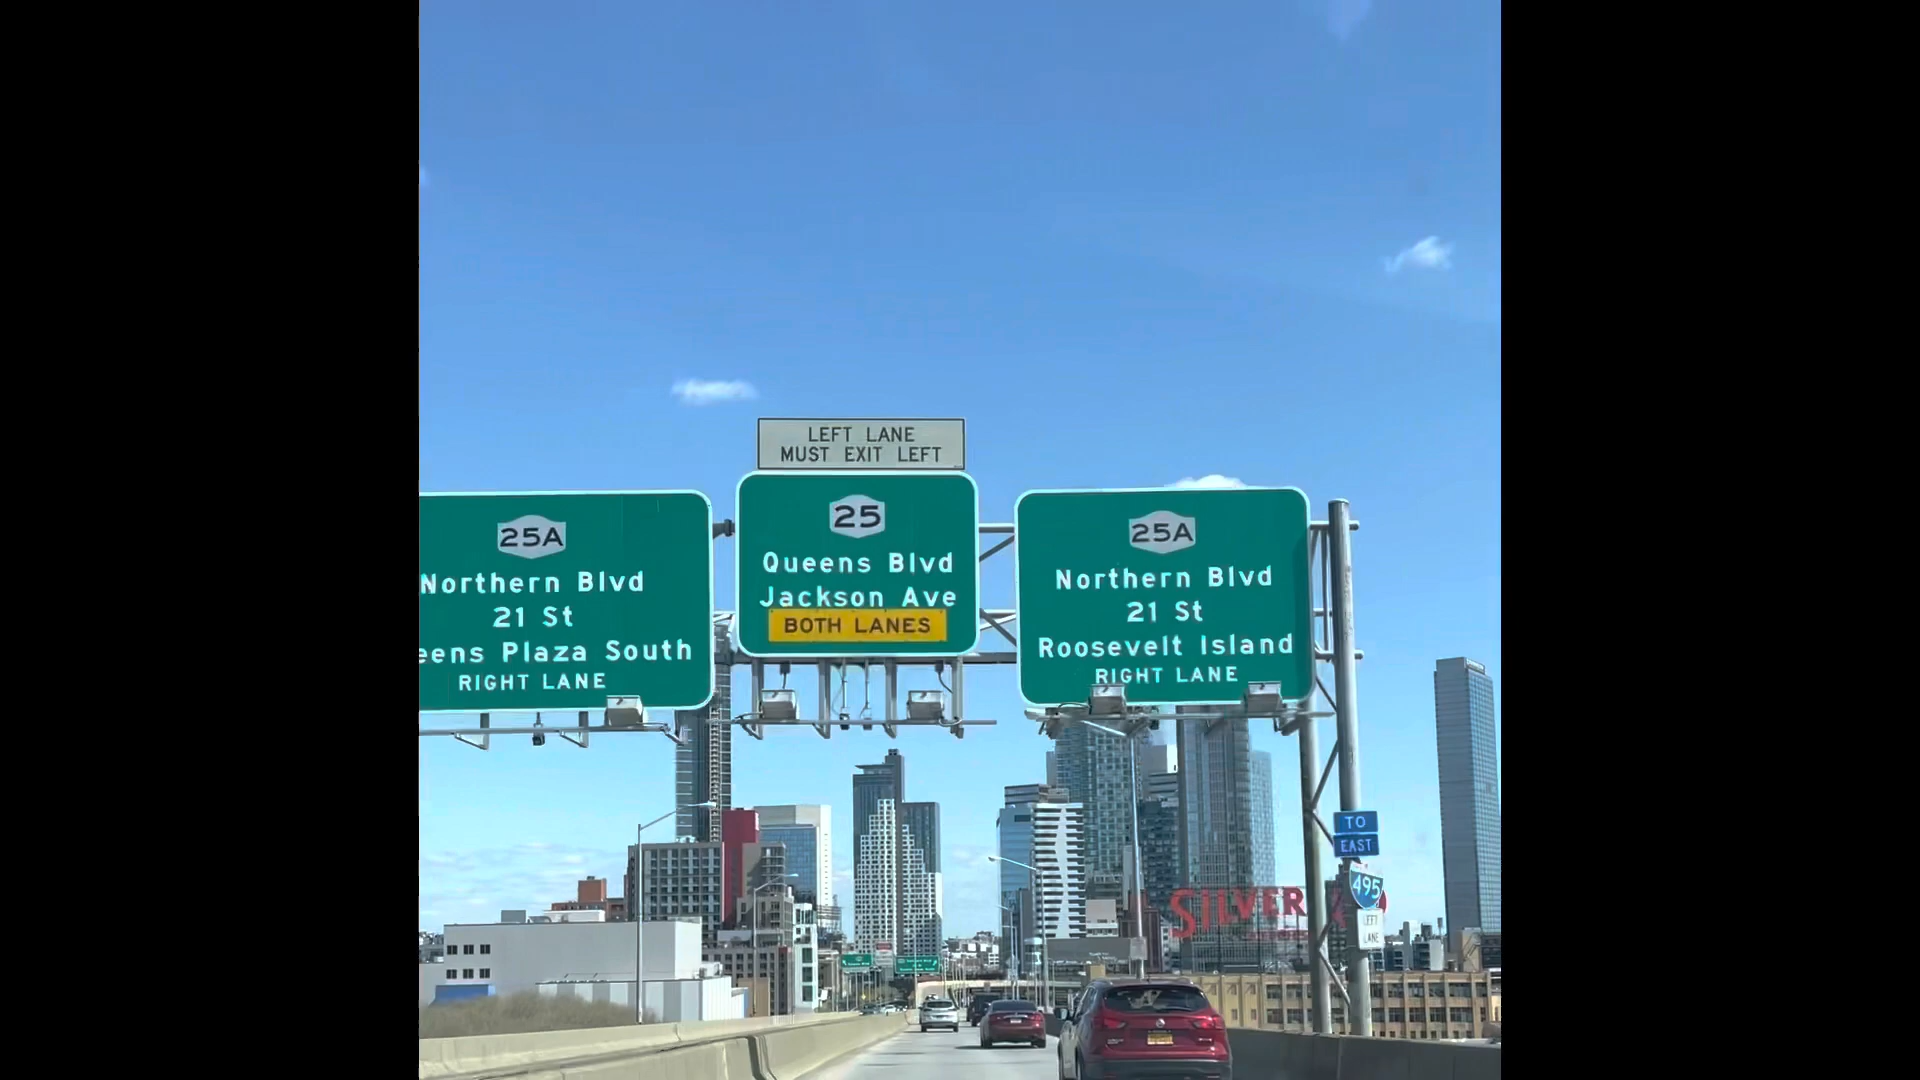 LEFT LANE
MUST EXIT LEFT
25A
Northern Blvd
21 St
eens Plaza South
RIGHT LANE
25
Queens Blvd
Jackson Ave
BOTH LANES
25A
Northern Blvd
21 St
Roosevelt Island
RIGHT LANE
TO
EAST
495
LEFT
LANE
SILVER